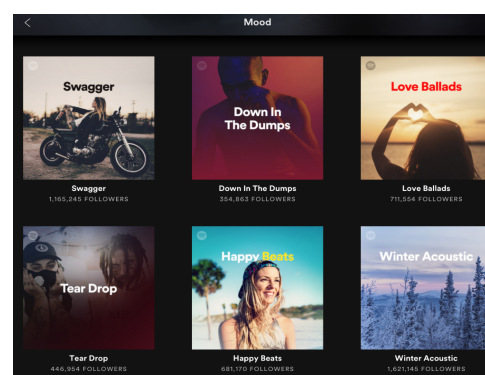 Mood
Swagger
Down In
The Dumps
Love Ballads
Swagger
Down In The Dumps
Love Ballads
1,165,245 FOLLOWERS
354,863 FOLLOWERS
711,554 FOLLOWERS
Tear Drop
Happy Beats
Winter Acoustic
Tear Drop
Happy Beats
Winter Acoustic
446,954 FOLLOWERS
681,170 FOLLOWERS
1,621,145 FOLLOWERS